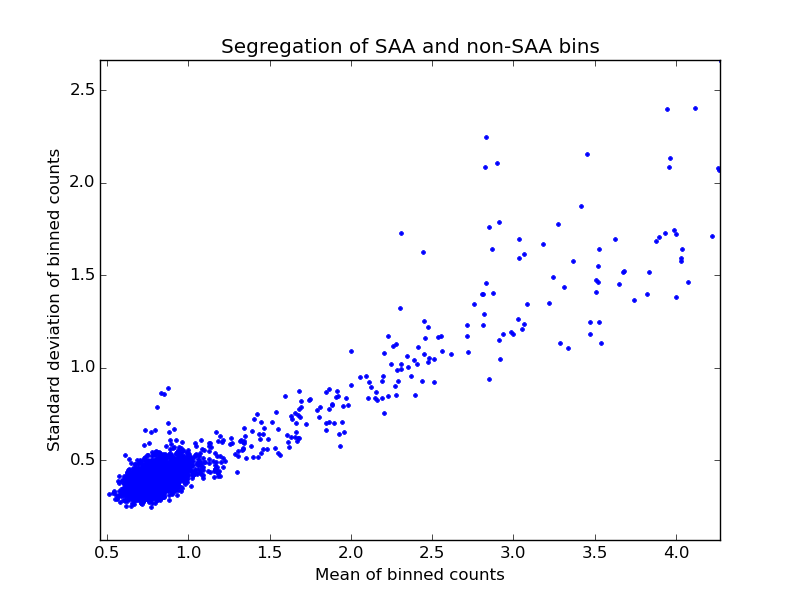 Segregation of SAA and non-SAA bins
Standard deviation of binned counts
2.5
2.0
1.5
1.0
0.5
0.5 1.0 1.5 2.0 2.5 3.0 3.5 4.0
Mean of binned counts